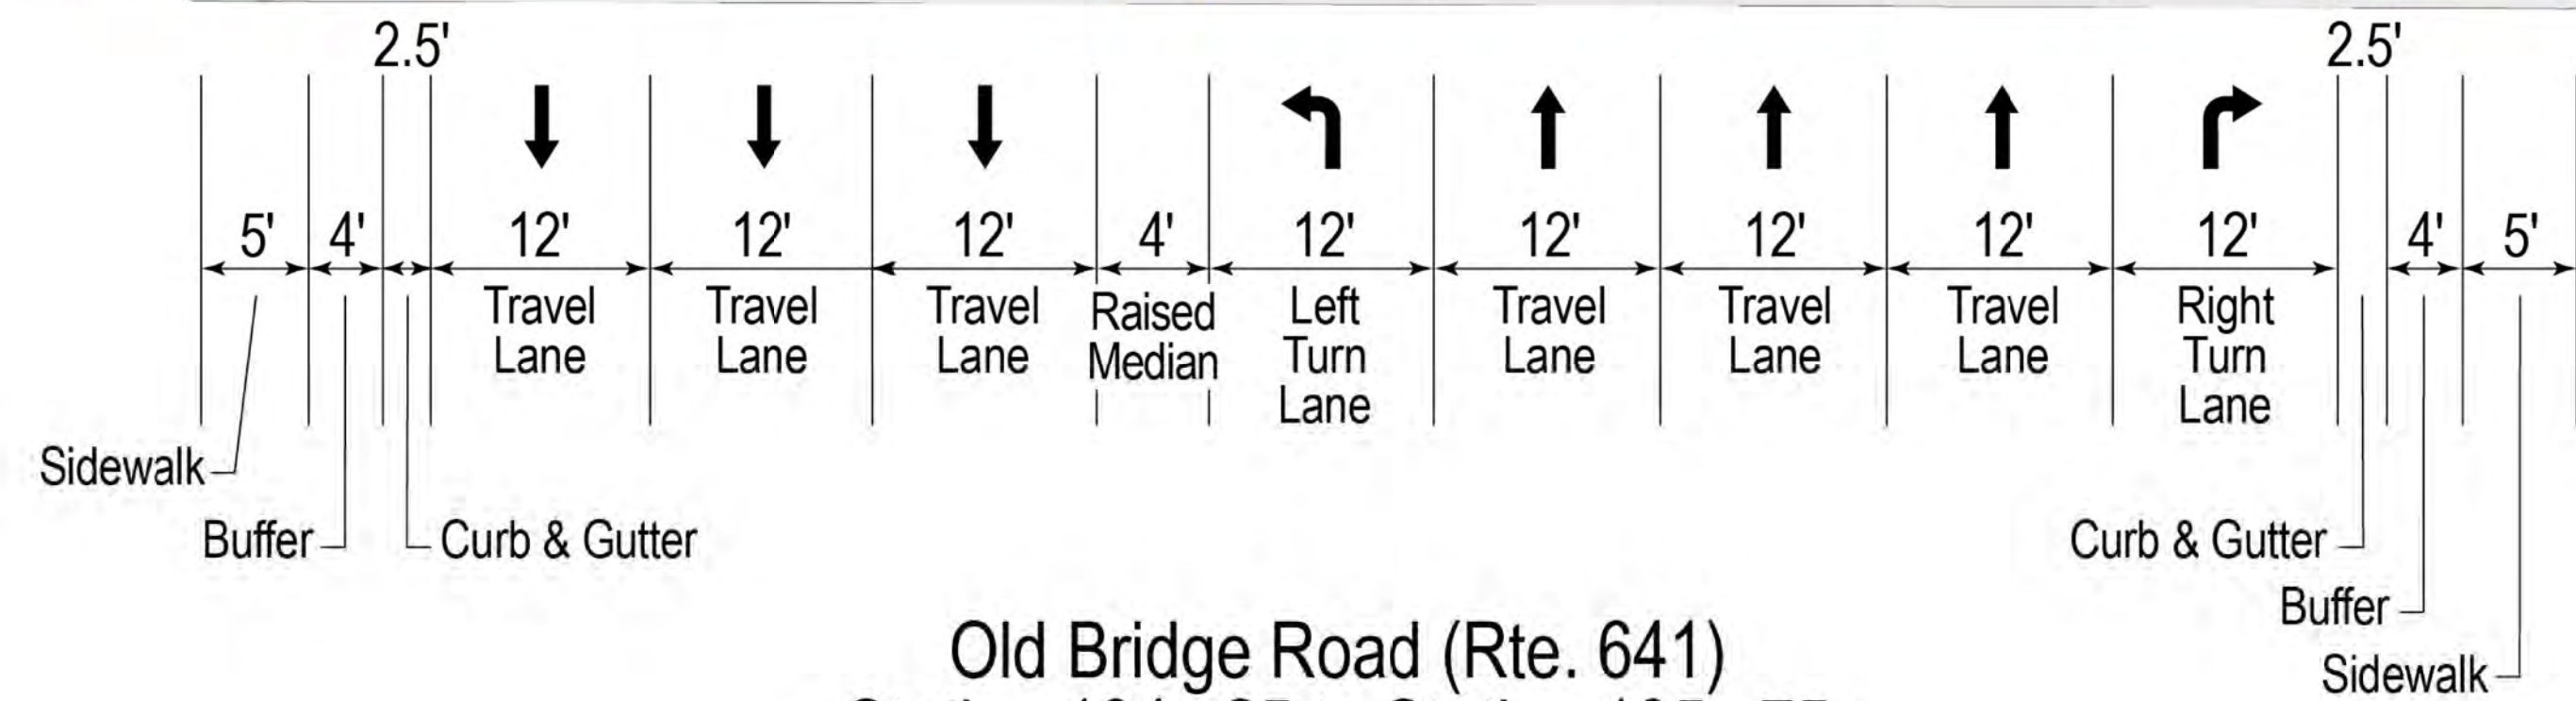 2.5' 2.5'
5' 4' 12' 12' 12' 4' 12' 12' 12' 12' 12' 4' 5'
Travel Travel Travel Raised Left Travel Travel Travel Right
Lane Lane Lane Median Turn Lane Lane Lane Turn
Lane Lane
Sidewalk
Buffer Curb & Gutter Curb & Gutter
Buffer
Old Bridge Road (Rte. 641)
Sidewalk